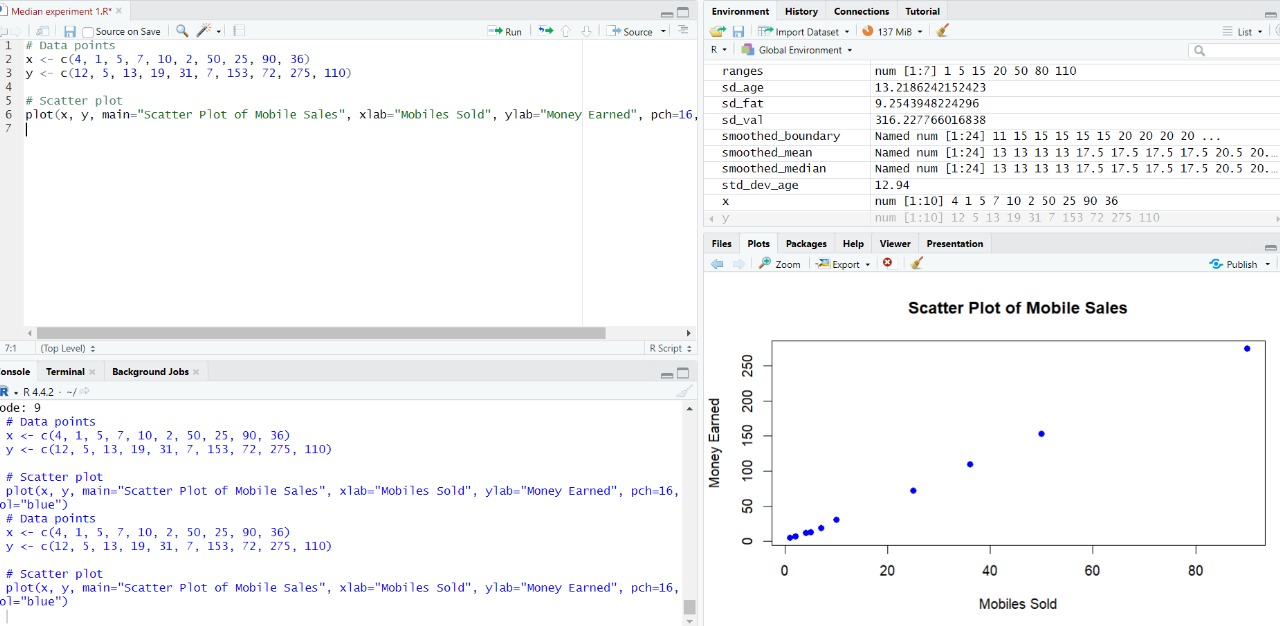 Median experiment 1.R*
Source on Save
Run
Source
1 # Data points
2 x <- c(4, 1, 5, 7, 10, 2, 50, 25, 90, 36)
3 y <- c(12, 5, 13, 19, 31, 7, 153, 72, 275, 110)
4
5 # Scatter plot
6 plot(x, y, main="Scatter Plot of Mobile Sales", xlab="Mobiles Sold", ylab="Money Earned", pch=16,
7
7:1 (Top Level) R Script
onsole Terminal Background Jobs
R R 4.4.2 · ~/
ode: 9
# Data points
x <- c(4, 1, 5, 7, 10, 2, 50, 25, 90, 36)
y <- c(12, 5, 13, 19, 31, 7, 153, 72, 275, 110)
# Scatter plot
plot(x, y, main="Scatter Plot of Mobile Sales", xlab="Mobiles Sold", ylab="Money Earned", pch=16,
ol="blue")
# Data points
x <- c(4, 1, 5, 7, 10, 2, 50, 25, 90, 36)
y <- c(12, 5, 13, 19, 31, 7, 153, 72, 275, 110)
# Scatter plot
plot(x, y, main="Scatter Plot of Mobile Sales", xlab="Mobiles Sold", ylab="Money Earned", pch=16,
ol="blue")
Environment History Connections Tutorial
Import Dataset 137 MiB List
R Global Environment
ranges num [1:7] 1 5 15 20 50 80 110
sd_age 13.2186242152423
sd_fat 9.2543948224296
sd_val 316.227766016838
smoothed_boundary Named num [1:24] 11 15 15 15 15 15 20 20 20 20 ...
smoothed_mean Named num [1:24] 13 13 13 13 17.5 17.5 17.5 17.5 20.5 20...
smoothed_median Named num [1:24] 13 13 13 13 17.5 17.5 17.5 17.5 20.5 20...
std_dev_age 12.94
x num [1:10] 4 1 5 7 10 2 50 25 90 36
y num [1:10] 12 5 13 19 31 7 153 72 275 110
Files Plots Packages Help Viewer Presentation
Zoom Export Publish
Scatter Plot of Mobile Sales
Money Earned
250
200
150
100
50
0
0 20 40 60 80
Mobiles Sold